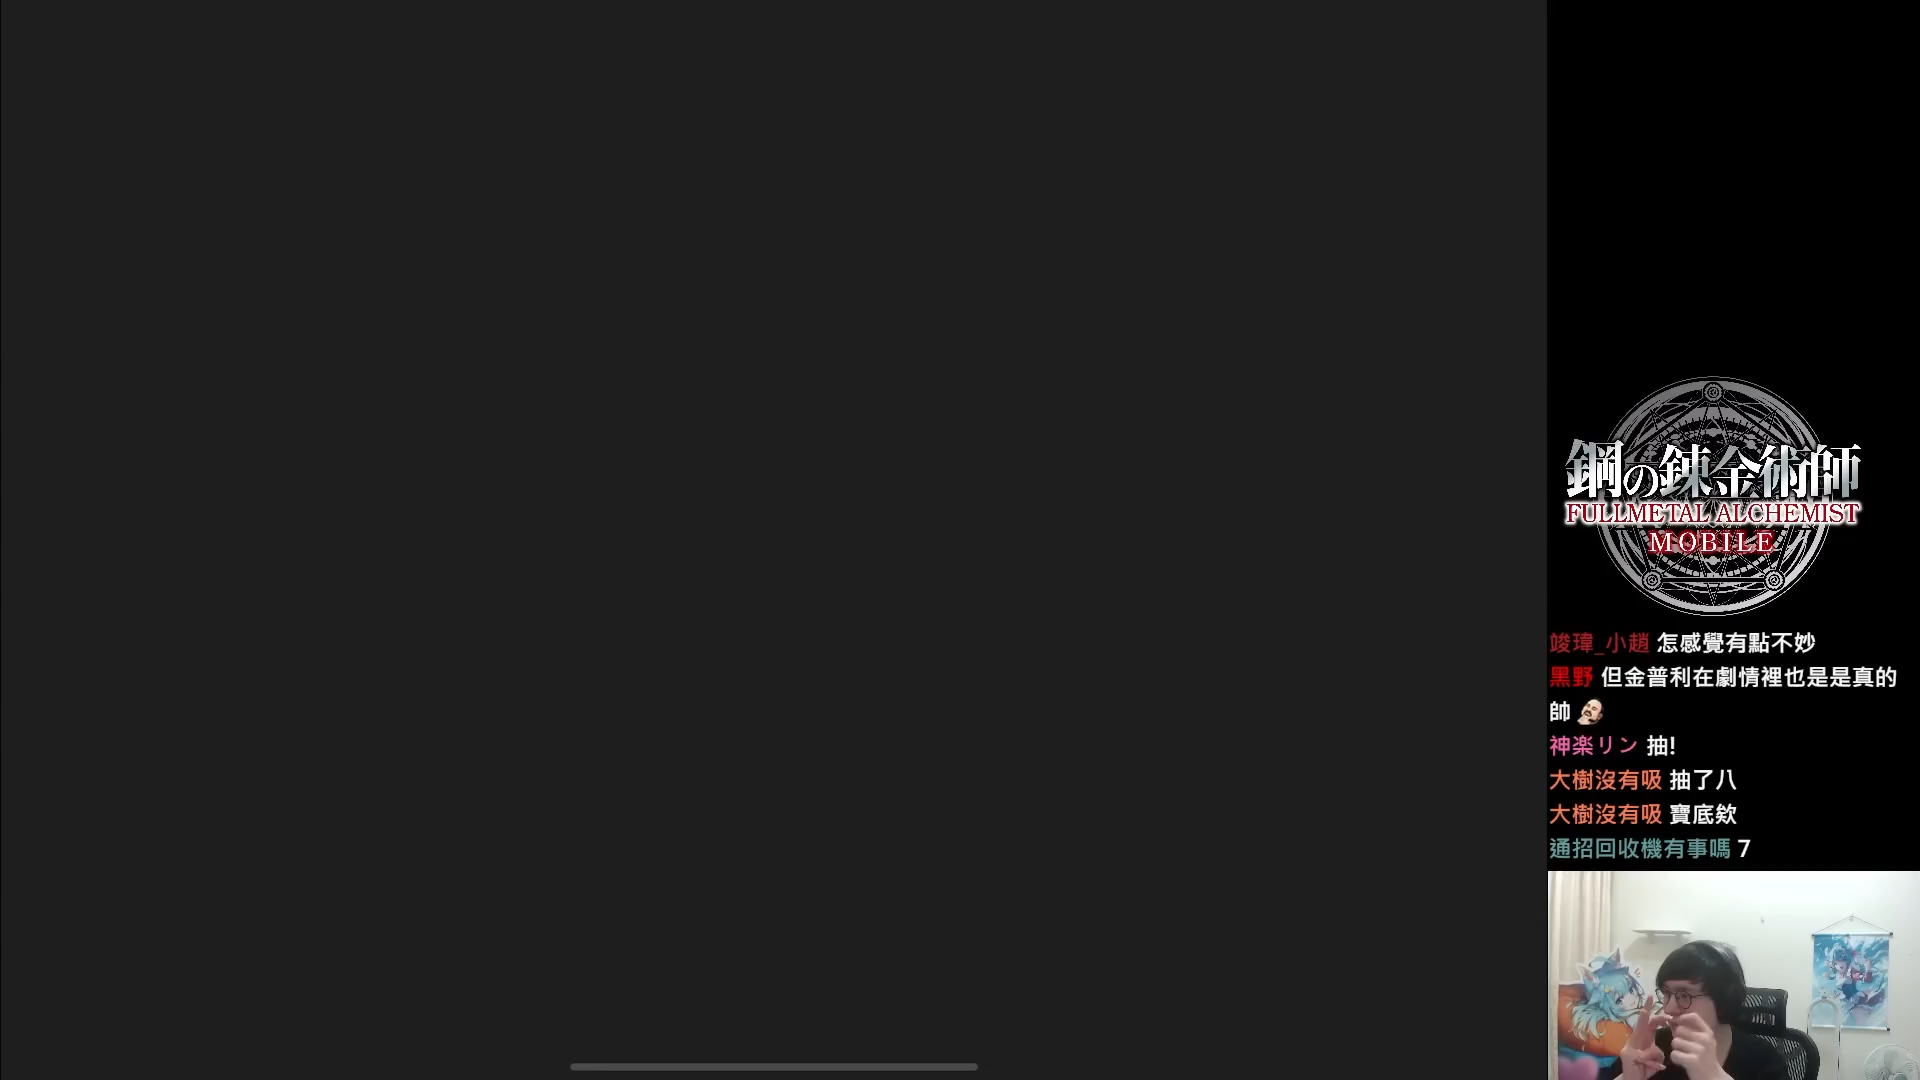 鋼の錬金術師
FULLMETAL ALCHEMIST
MOBILE
竣瑋_小趙 怎感覺有點不妙
黑野 但金普利在劇情裡也是是真的
帥
神楽リン 抽!
大樹沒有吸 抽了八
大樹沒有吸 寶底欸
通招回收機有事嗎 7